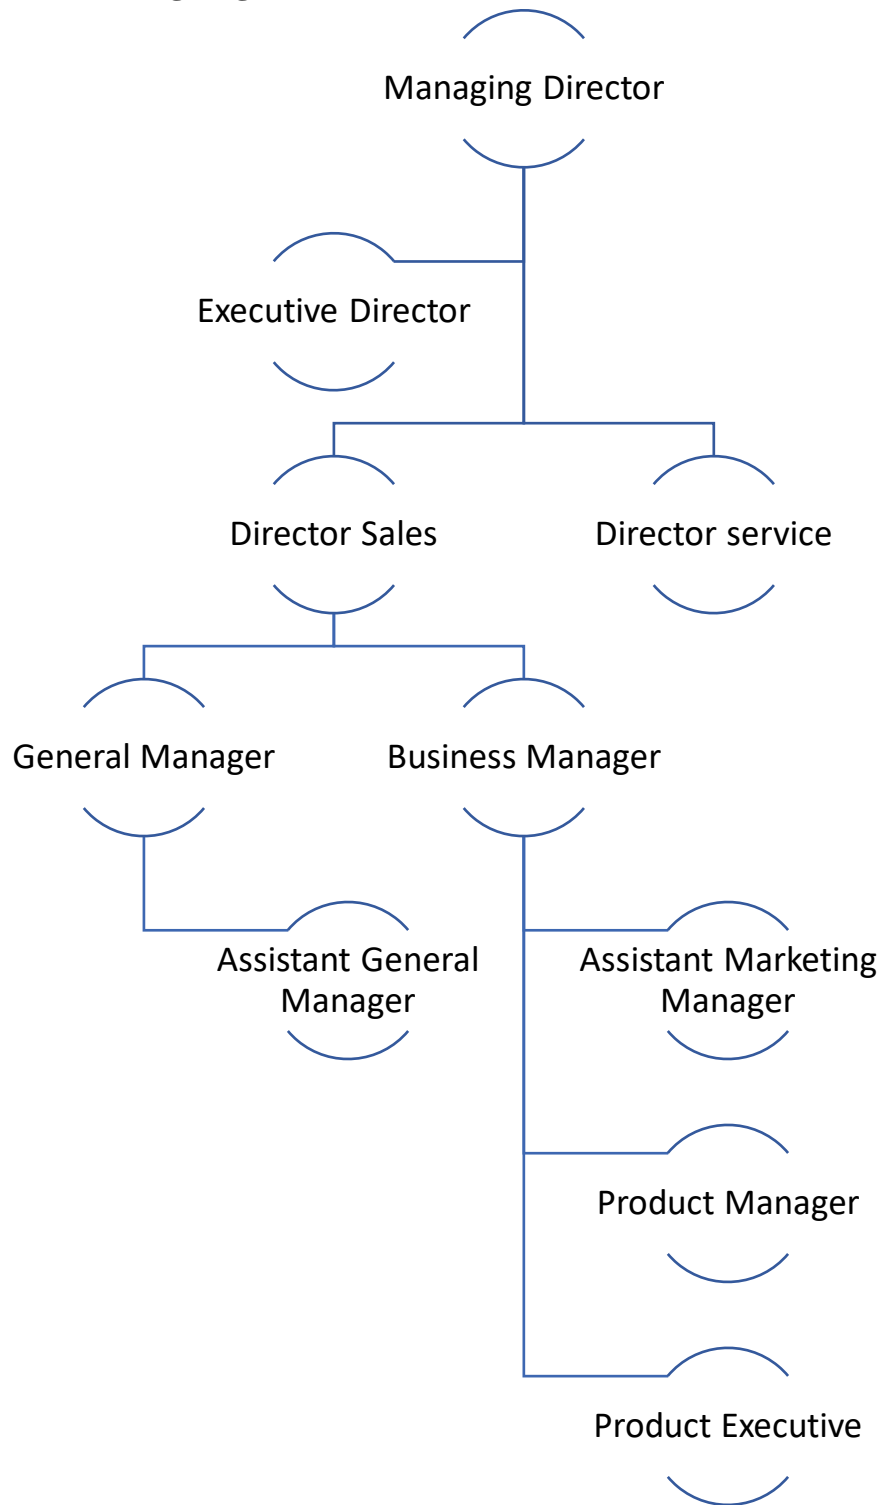 Managing Director
Executive Director
Director Sales
Director service
General Manager
Business Manager
Assistant General
Manager
Assistant Marketing
Manager
Product Manager
Product Executive